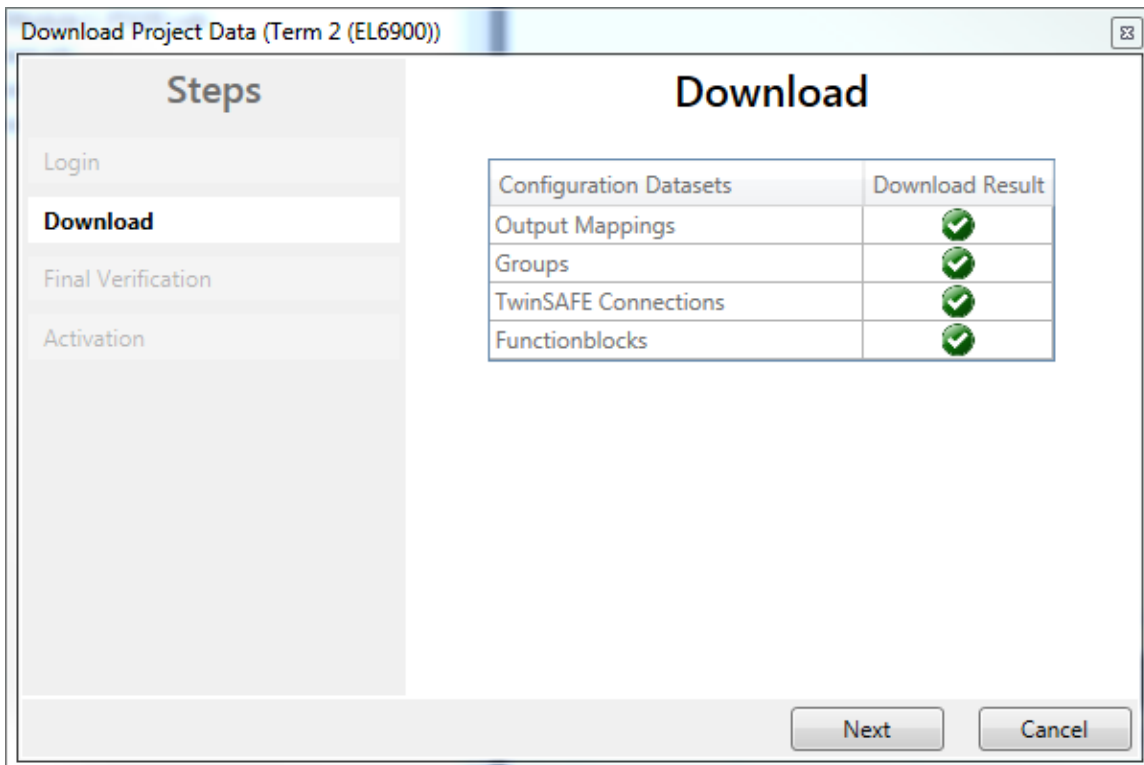 Download Project Data (Term 2 (EL6900))
Steps
Login
Download
Final Verification
Activation
Download
Configuration Datasets Download Result
Output Mappings
Groups
TwinSAFE Connections
Functionblocks
Next Cancel